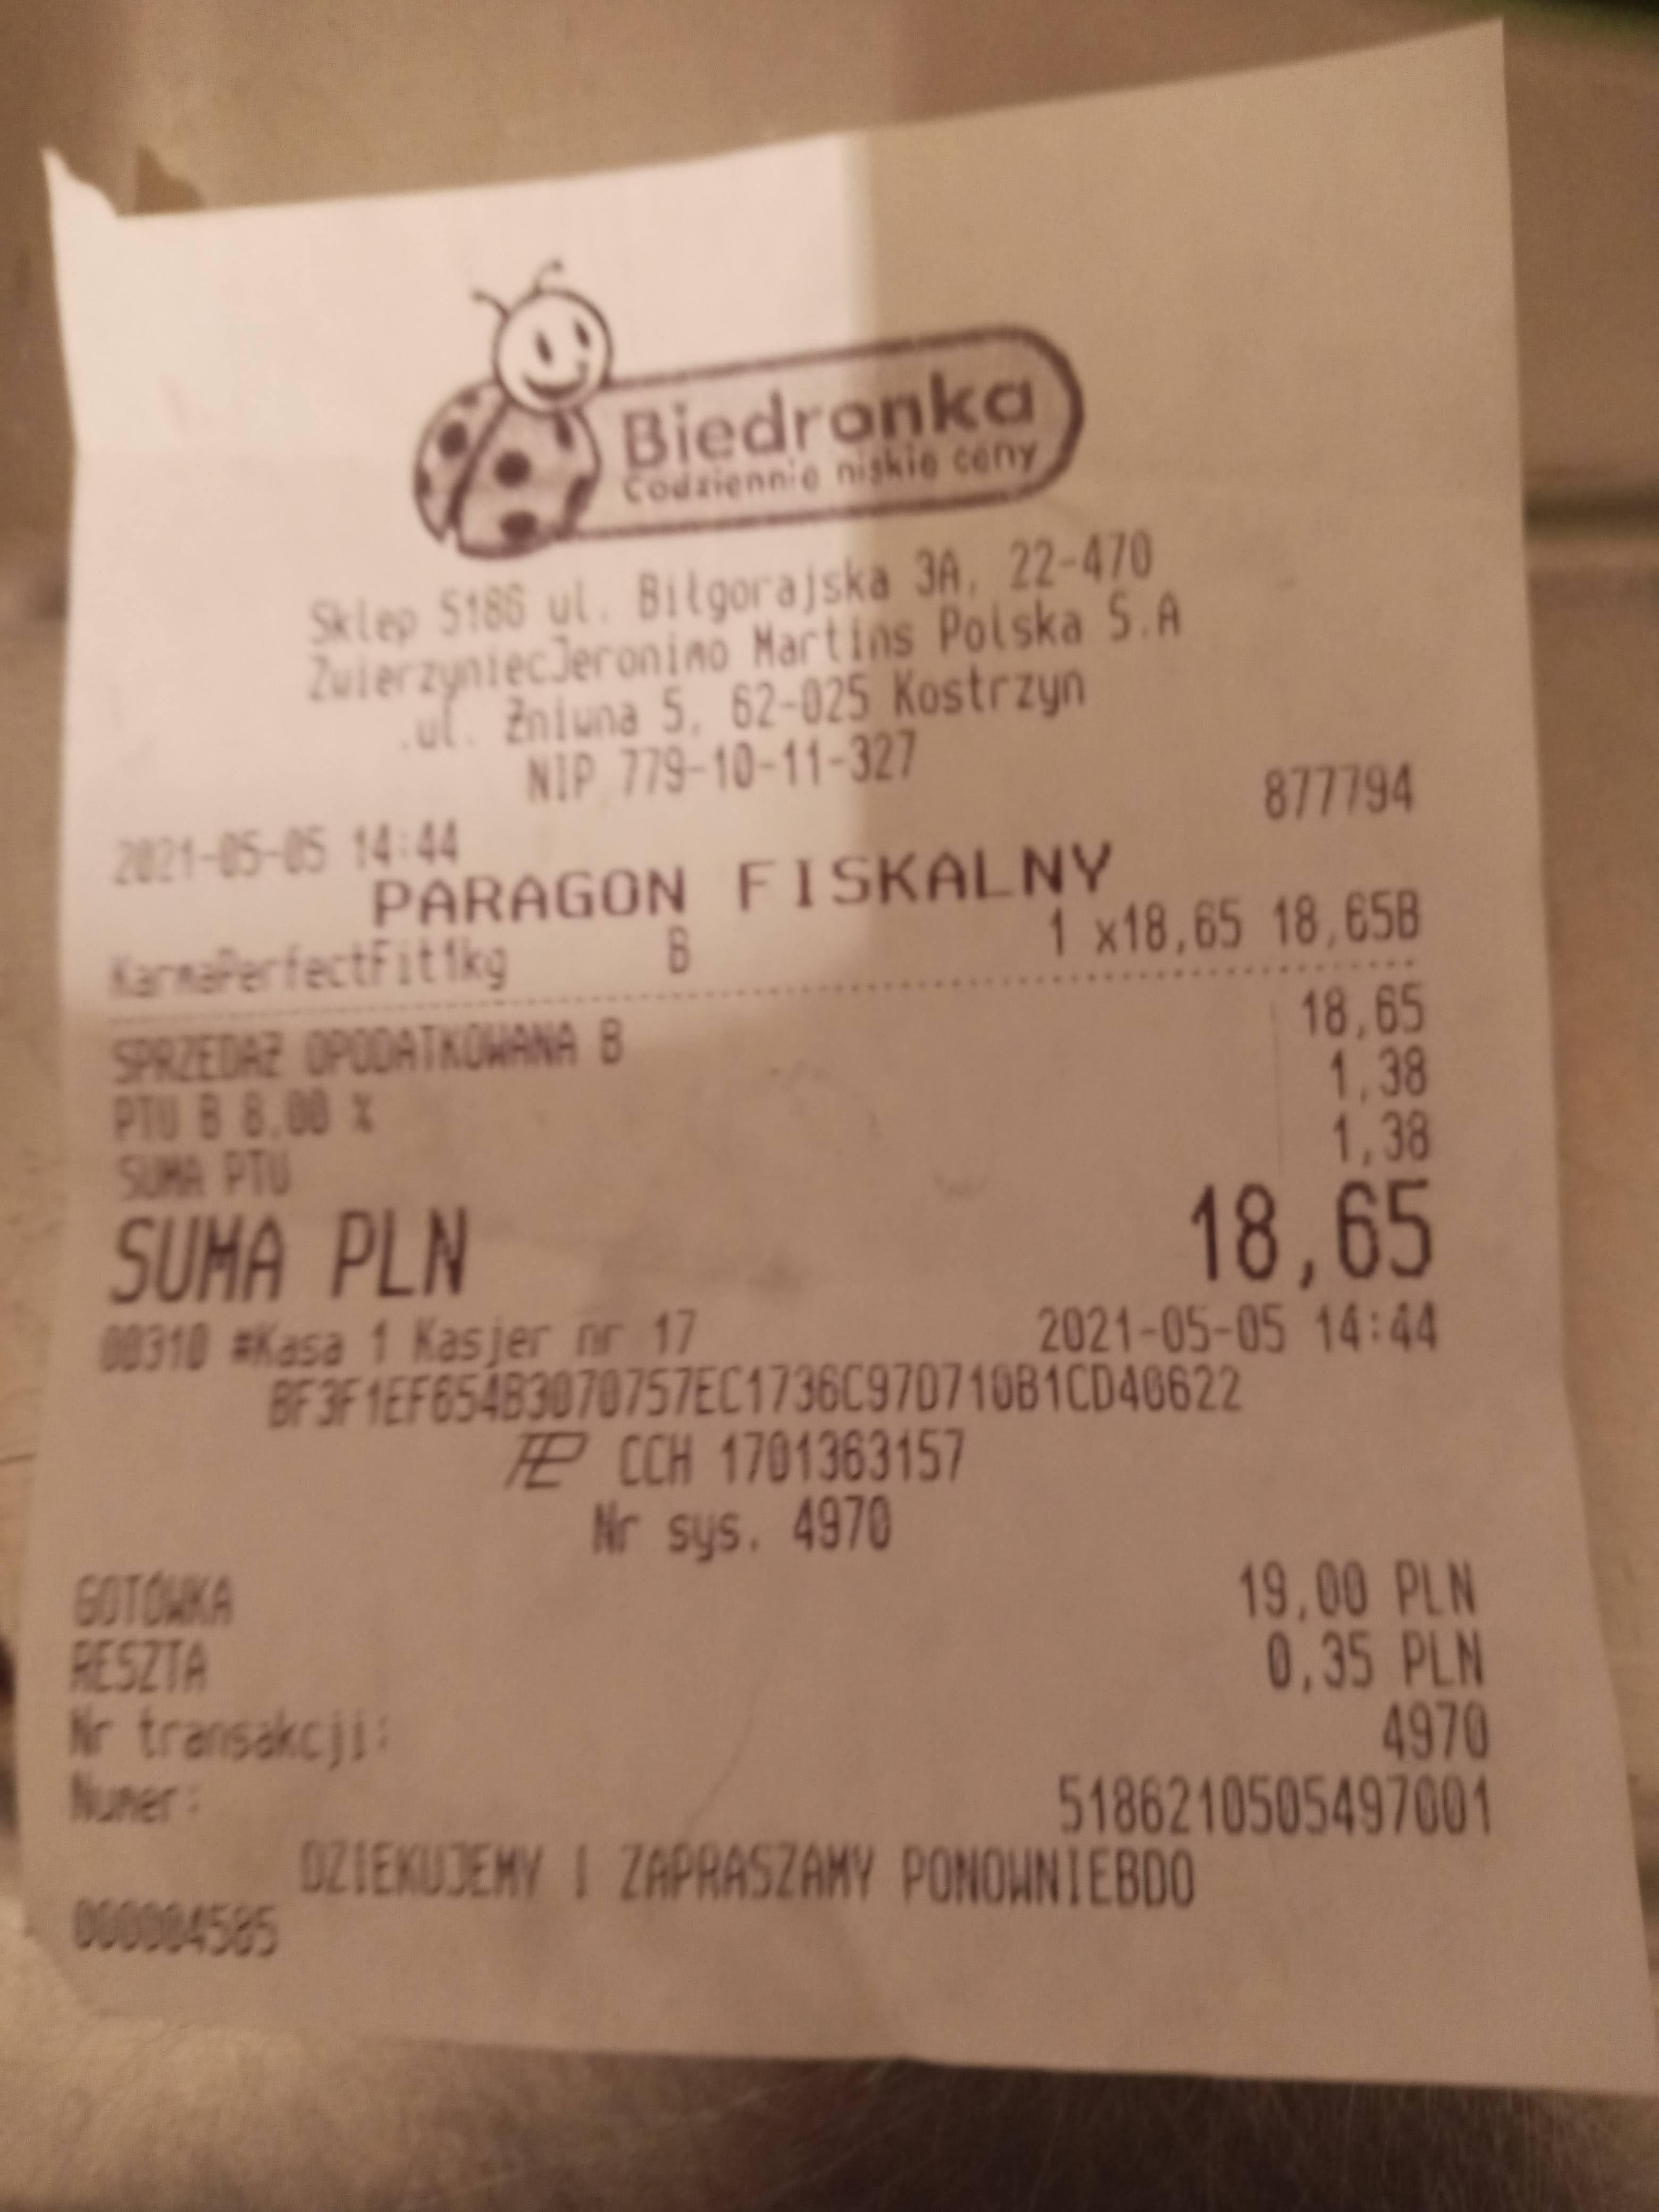 Biedronka
Codziennie niskie ceny
Sklep 5186 ul. Biłgorajska 3A, 22-470
ZwierzyniecJeronimo Martins Polska S.A
.ul. Żniwna 5, 62-025 Kostrzyn
NIP 779-10-11-327
2021-05-05 14:44 877794
PARAGON FISKALNY
KarmaPerfectFit1kg B 1 x18,65 18,65B
SPRZEDAŻ OPODATKOWANA B 18,65
PTU B 8,00 % 1,38
SUMA PTU 1,38
SUMA PLN 18,65
00310 #Kasa 1 Kasjer nr 17 2021-05-05 14:44
BF3F1EF654B3070757EC1736C97D710B1CD40622
CCH 1701363157
Nr sys. 4970
GOTÓWKA 19,00 PLN
RESZTA 0,35 PLN
Nr transakcji: 4970
Numer: 5186210505497001
DZIEKUJEMY I ZAPRASZAMY PONOWNIEBDO
000004585